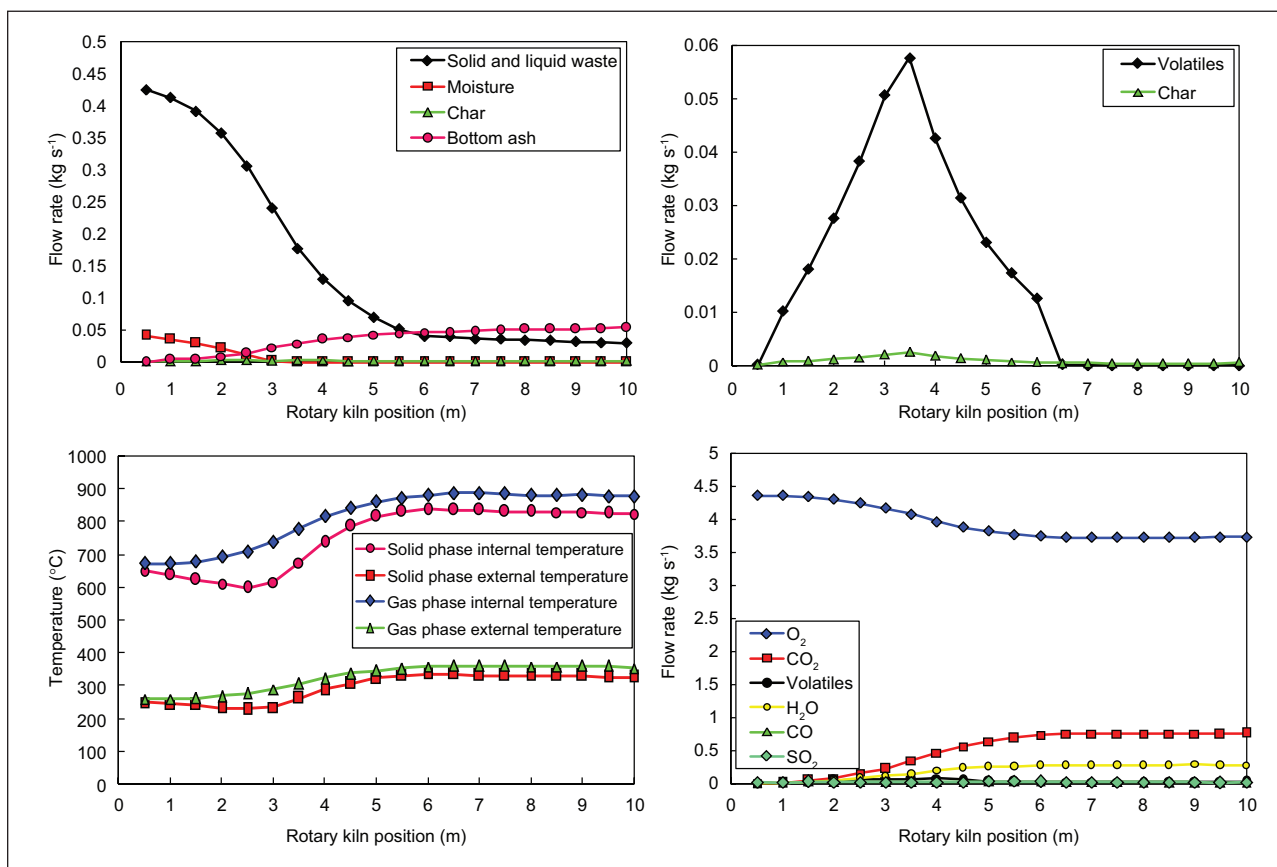 0.5
0.45
0.4
0.35
0.3
0.25
0.2
0.15
0.1
0.05
0
Flow rate (kg s⁻¹)
0 1 2 3 4 5 6 7 8 9 10
Rotary kiln position (m)
Solid and liquid waste
Moisture
Char
Bottom ash
0.06
0.05
0.04
0.03
0.02
0.01
0
Flow rate (kg s⁻¹)
0 1 2 3 4 5 6 7 8 9 10
Rotary kiln position (m)
Volatiles
Char
1000
900
800
700
600
500
400
300
200
100
0
Temperature (°C)
0 1 2 3 4 5 6 7 8 9 10
Rotary kiln position (m)
Solid phase internal temperature
Solid phase external temperature
Gas phase internal temperature
Gas phase external temperature
5
4.5
4
3.5
3
2.5
2
1.5
1
0.5
0
Flow rate (kg s⁻¹)
0 1 2 3 4 5 6 7 8 9 10
Rotary kiln position (m)
O₂
CO₂
Volatiles
H₂O
CO
SO₂